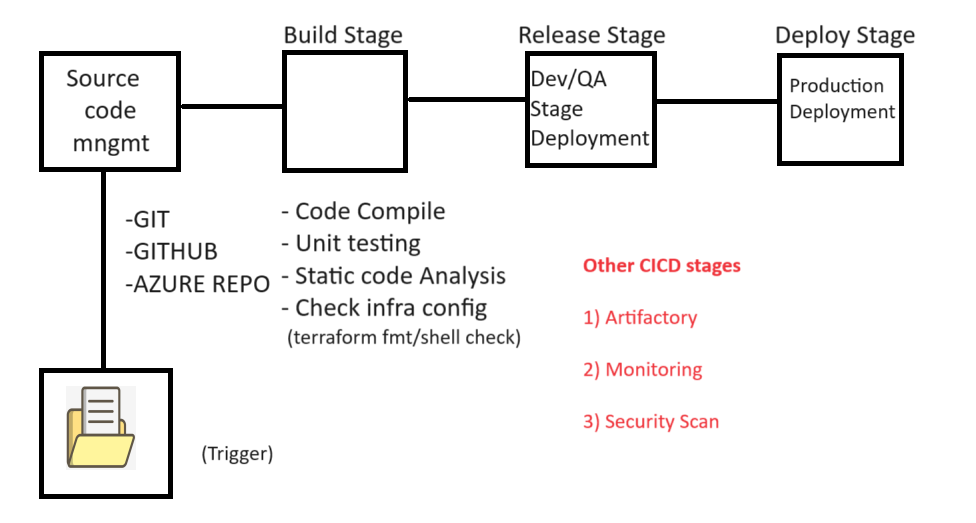 Build Stage
Release Stage
Deploy Stage
Source
code
mngmt
Dev/QA
Stage
Deployment
Production
Deployment
-GIT
-GITHUB
-AZURE REPO
- Code Compile
- Unit testing
- Static code Analysis
- Check infra config
(terraform fmt/shell check)
Other CICD stages
1) Artifactory
2) Monitoring
3) Security Scan
(Trigger)